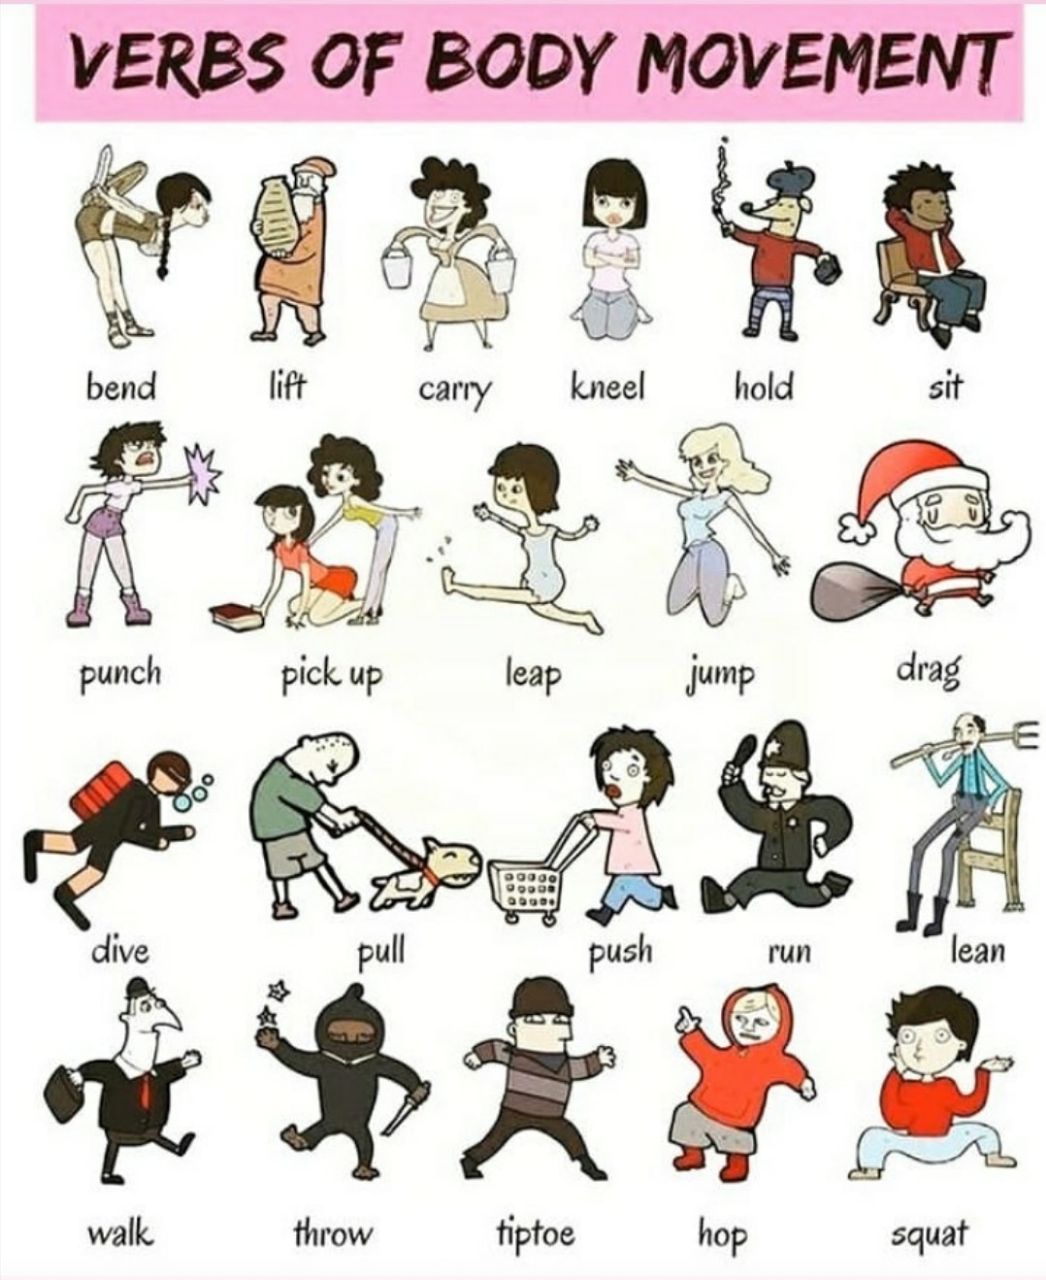 VERBS OF BODY MOVEMENT
bend lift carry kneel hold sit
punch pick up leap jump drag
dive pull push run lean
walk throw tiptoe hop squat